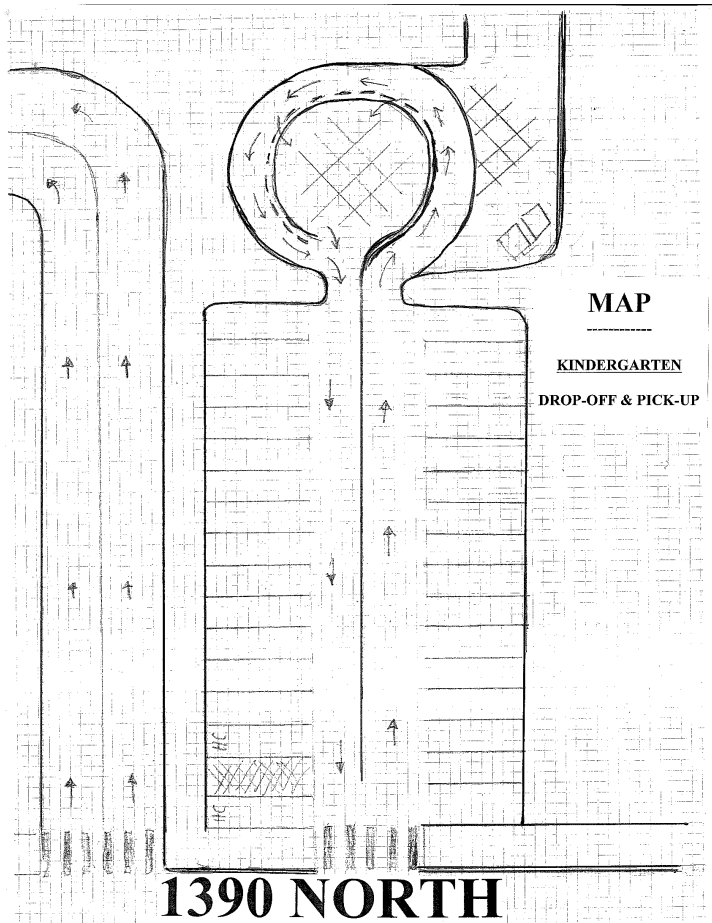 MAP
------------
KINDERGARTEN
DROP-OFF & PICK-UP
HC
HC
1390 NORTH